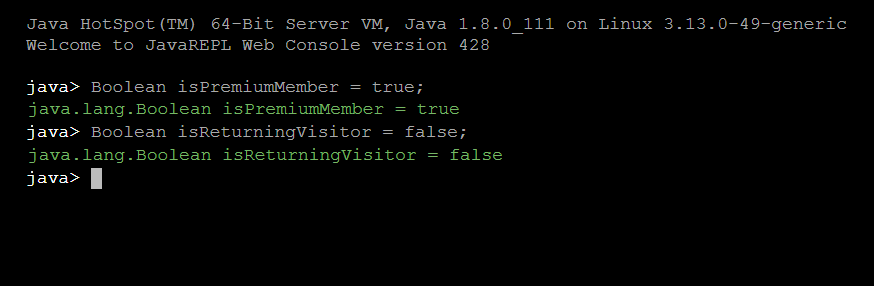 Java HotSpot(TM) 64-Bit Server VM, Java 1.8.0_111 on Linux 3.13.0-49-generic
Welcome to JavaREPL Web Console version 428
java> Boolean isPremiumMember = true;
java.lang.Boolean isPremiumMember = true
java> Boolean isReturningVisitor = false;
java.lang.Boolean isReturningVisitor = false
java>